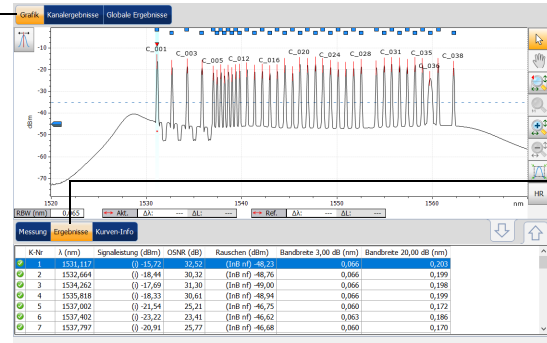 Grafik Kanalergebnisse Globale Ergebnisse
C_001 C_003 C_005 C_012 C_016 C_020 C_024 C_028 C_031 C_035 C_036 C_038
-10
-20
-30
-40
-50
-60
-70
dBm
1520 1530 1540 1550 1560 nm
HR
RBW (nm) 0,065 Akt. Δλ: --- ΔL: --- Ref. Δλ: --- ΔL: ---
Messung Ergebnisse Kurven-Info
K-Nr λ (nm) Signalleistung (dBm) OSNR (dB) Rauschen (dBm) Bandbreite 3,00 dB (nm) Bandbreite 20,00 dB (nm)
1 1531,117 (i) -15,72 32,52 (InB nf) -48,23 0,066 0,203
2 1532,664 (i) -18,44 30,32 (InB nf) -48,76 0,066 0,199
3 1534,262 (i) -17,69 31,30 (InB nf) -49,00 0,066 0,198
4 1535,818 (i) -18,33 30,61 (InB nf) -48,94 0,066 0,199
5 1537,002 (i) -21,54 25,21 (InB nf) -46,75 0,060 0,172
6 1537,402 (i) -23,22 23,41 (InB nf) -46,62 0,063 0,186
7 1537,797 (i) -20,91 25,77 (InB nf) -46,68 0,060 0,170